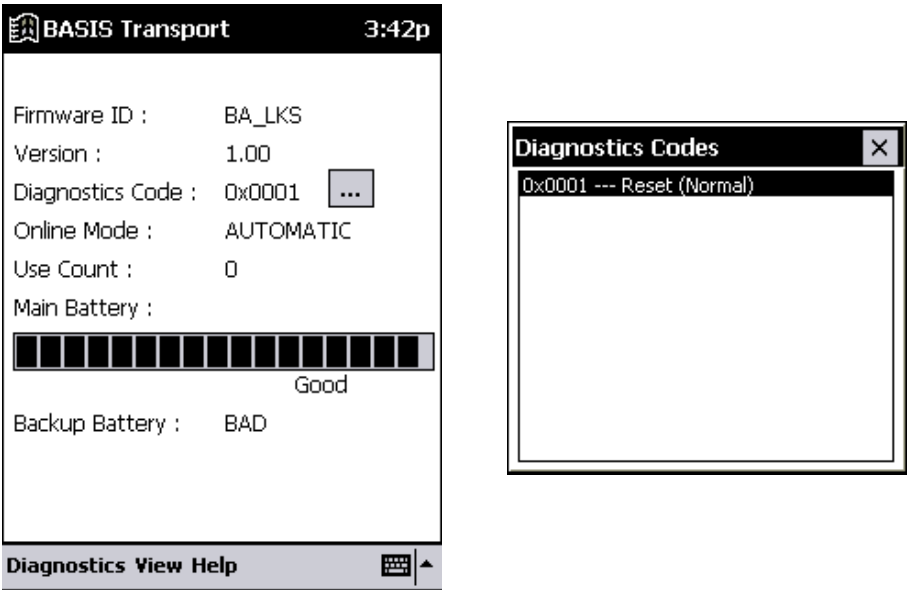 BASIS Transport 3:42p
Firmware ID : BA_LKS
Version : 1.00
Diagnostics Code : 0x0001 ...
Online Mode : AUTOMATIC
Use Count : 0
Main Battery :
Good
Backup Battery : BAD
Diagnostics View Help
Diagnostics Codes
0x0001 --- Reset (Normal)